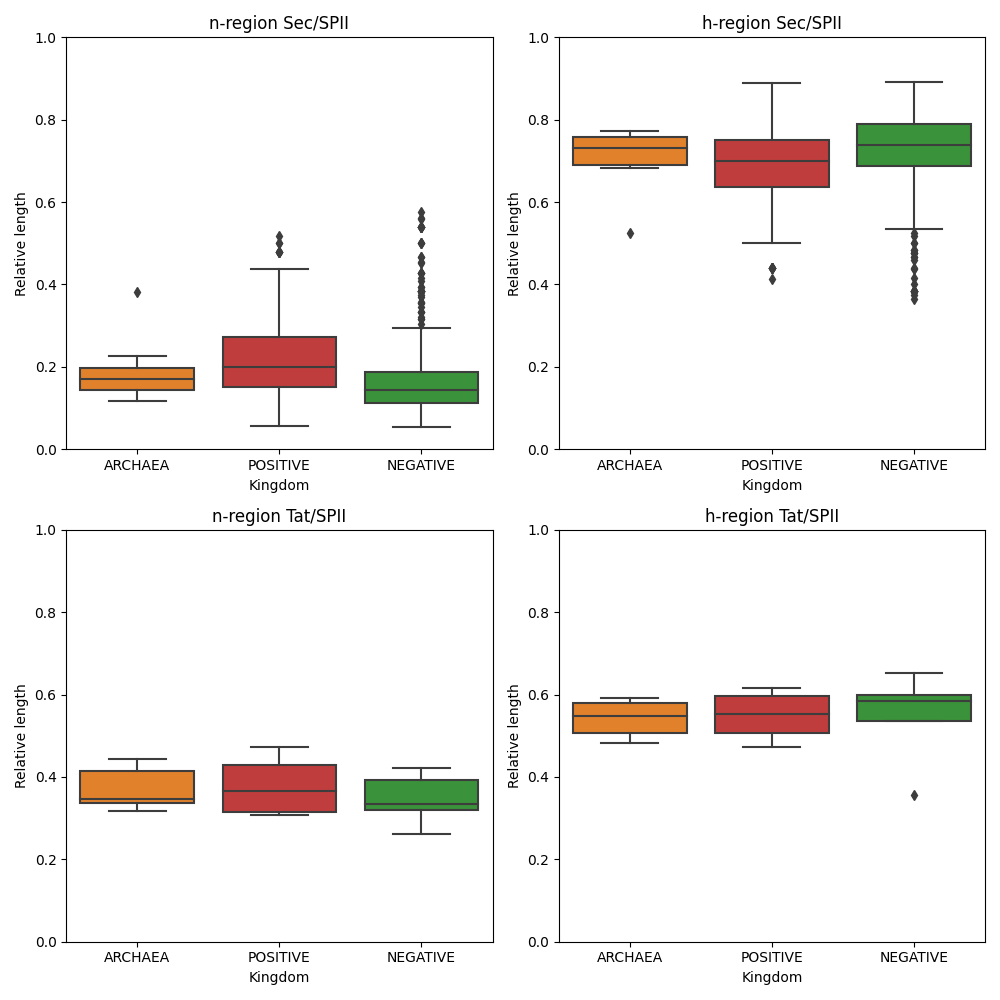 n-region Sec/SPII
1.0
0.8
0.6
0.4
0.2
0.0
Relative length
ARCHAEA POSITIVE NEGATIVE
Kingdom
h-region Sec/SPII
1.0
0.8
0.6
0.4
0.2
0.0
Relative length
ARCHAEA POSITIVE NEGATIVE
Kingdom
n-region Tat/SPII
1.0
0.8
0.6
0.4
0.2
0.0
Relative length
ARCHAEA POSITIVE NEGATIVE
Kingdom
h-region Tat/SPII
1.0
0.8
0.6
0.4
0.2
0.0
Relative length
ARCHAEA POSITIVE NEGATIVE
Kingdom